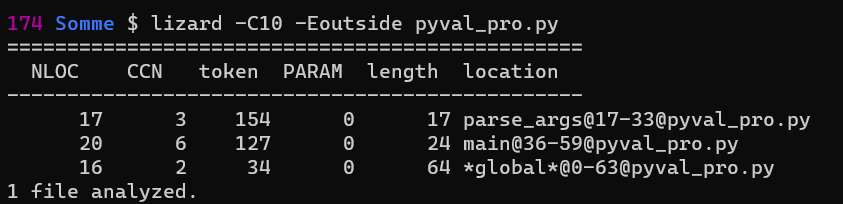 174 Somme $ lizard -C10 -Eoutside pyval_pro.py
================================================
  NLOC    CCN   token  PARAM  length  location
------------------------------------------------
      17      3    154      0      17 parse_args@17-33@pyval_pro.py
      20      6    127      0      24 main@36-59@pyval_pro.py
      16      2     34      0      64 *global*@0-63@pyval_pro.py
1 file analyzed.